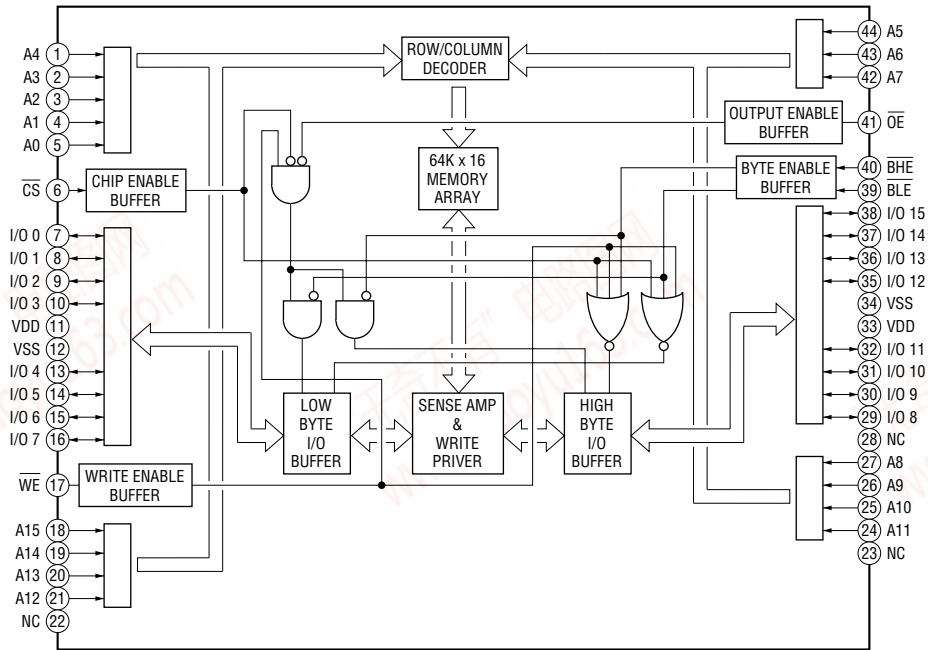 A4 1
A3 2
A2 3
A1 4
A0 5
CS 6
I/O 0 7
I/O 1 8
I/O 2 9
I/O 3 10
VDD 11
VSS 12
I/O 4 13
I/O 5 14
I/O 6 15
I/O 7 16
WE 17
A15 18
A14 19
A13 20
A12 21
NC 22
CHIP ENABLE
BUFFER
WRITE ENABLE
BUFFER
ROW/COLUMN
DECODER
64K x 16
MEMORY
ARRAY
LOW
BYTE
I/O
BUFFER
SENSE AMP
&
WRITE
PRIVER
HIGH
BYTE
I/O
BUFFER
OUTPUT ENABLE
BUFFER
BYTE ENABLE
BUFFER
44 A5
43 A6
42 A7
41 OE
40 BHE
39 BLE
38 I/O 15
37 I/O 14
36 I/O 13
35 I/O 12
34 VSS
33 VDD
32 I/O 11
31 I/O 10
30 I/O 9
29 I/O 8
28 NC
27 A8
26 A9
25 A10
24 A11
23 NC